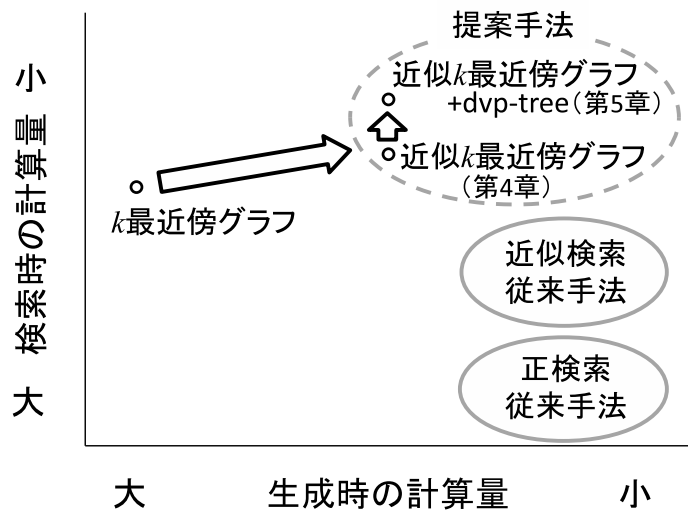 提案手法
近似k最近傍グラフ
+dvp-tree（第5章）
近似k最近傍グラフ
（第4章）
k最近傍グラフ
近似検索
従来手法
正検索
従来手法
小
検索時の計算量
大
大 生成時の計算量 小